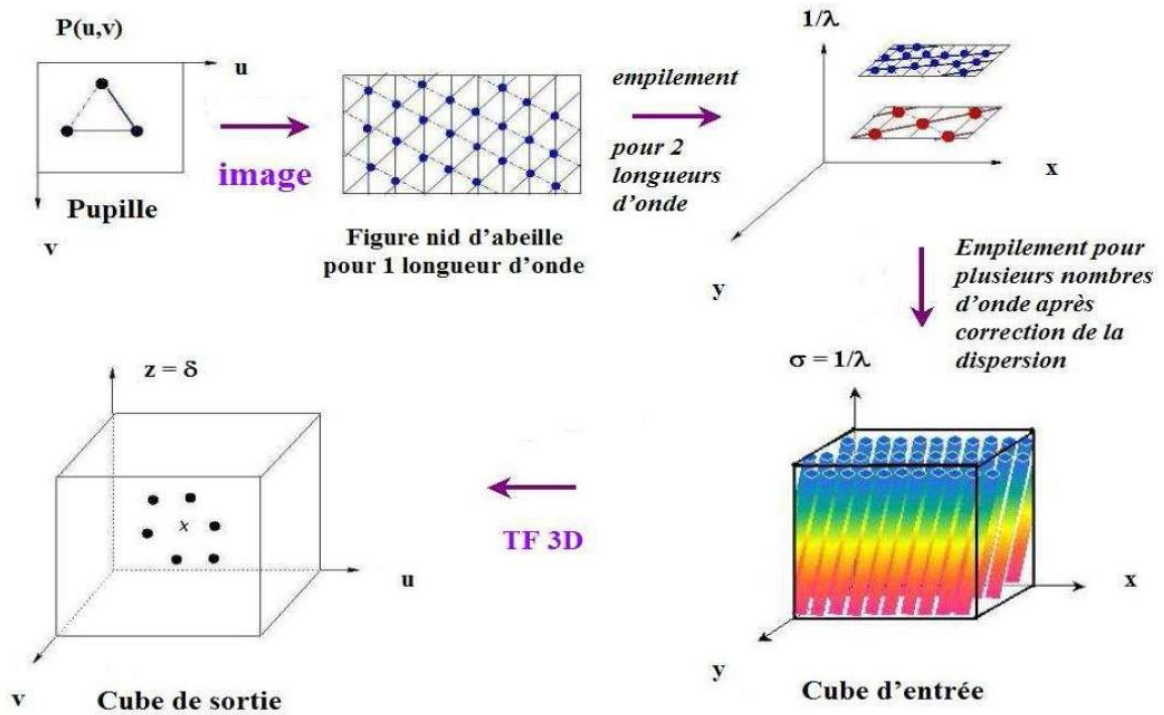 P(u,v)
u
v
Pupille
image
Figure nid d'abeille
pour 1 longueur d'onde
empilement
pour 2
longueurs
d'onde
1/λ
x
y
Empilement pour
plusieurs nombres
d'onde après
correction de la
dispersion
σ = 1/λ
x
y
Cube d'entrée
TF 3D
z = δ
x
u
v
Cube de sortie